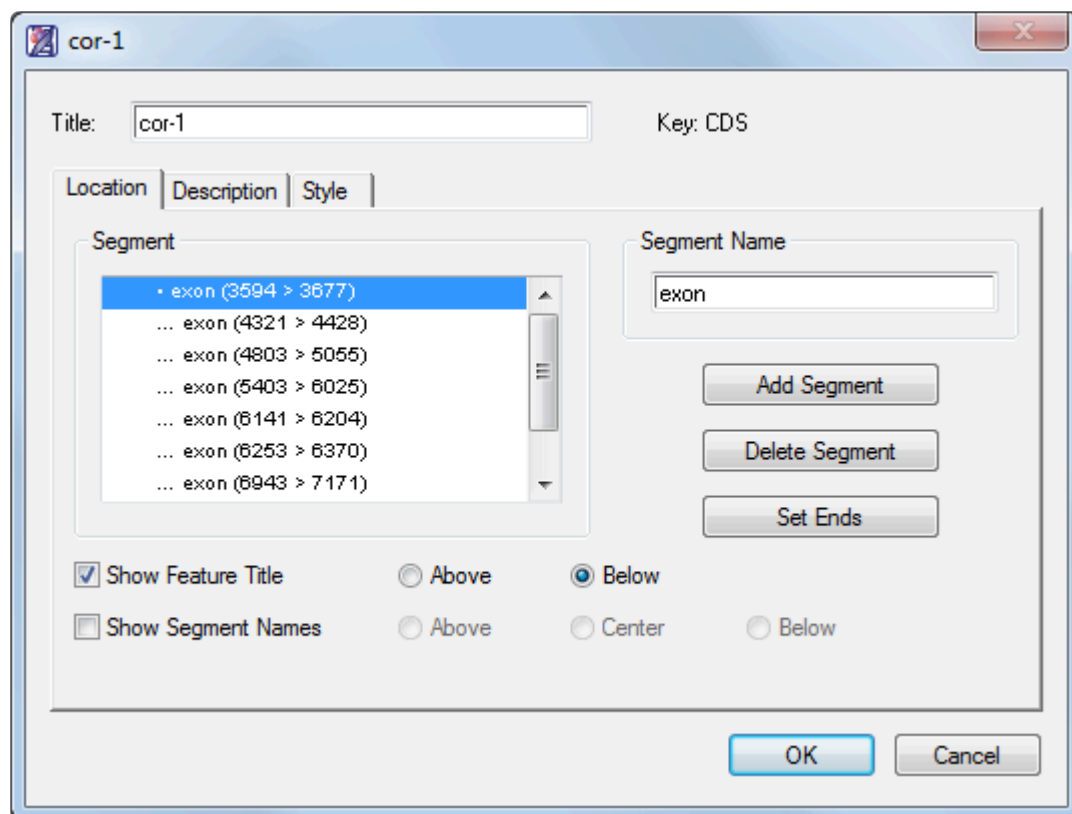 cor-1
Title: cor-1 Key: CDS
Location Description Style
Segment Segment Name
• exon (3594 > 3677) exon
... exon (4321 > 4428)
... exon (4803 > 5055)
... exon (5403 > 6025) Add Segment
... exon (6141 > 6204)
... exon (6253 > 6370) Delete Segment
... exon (6943 > 7171)
Set Ends
Show Feature Title Above Below
Show Segment Names Above Center Below
OK Cancel